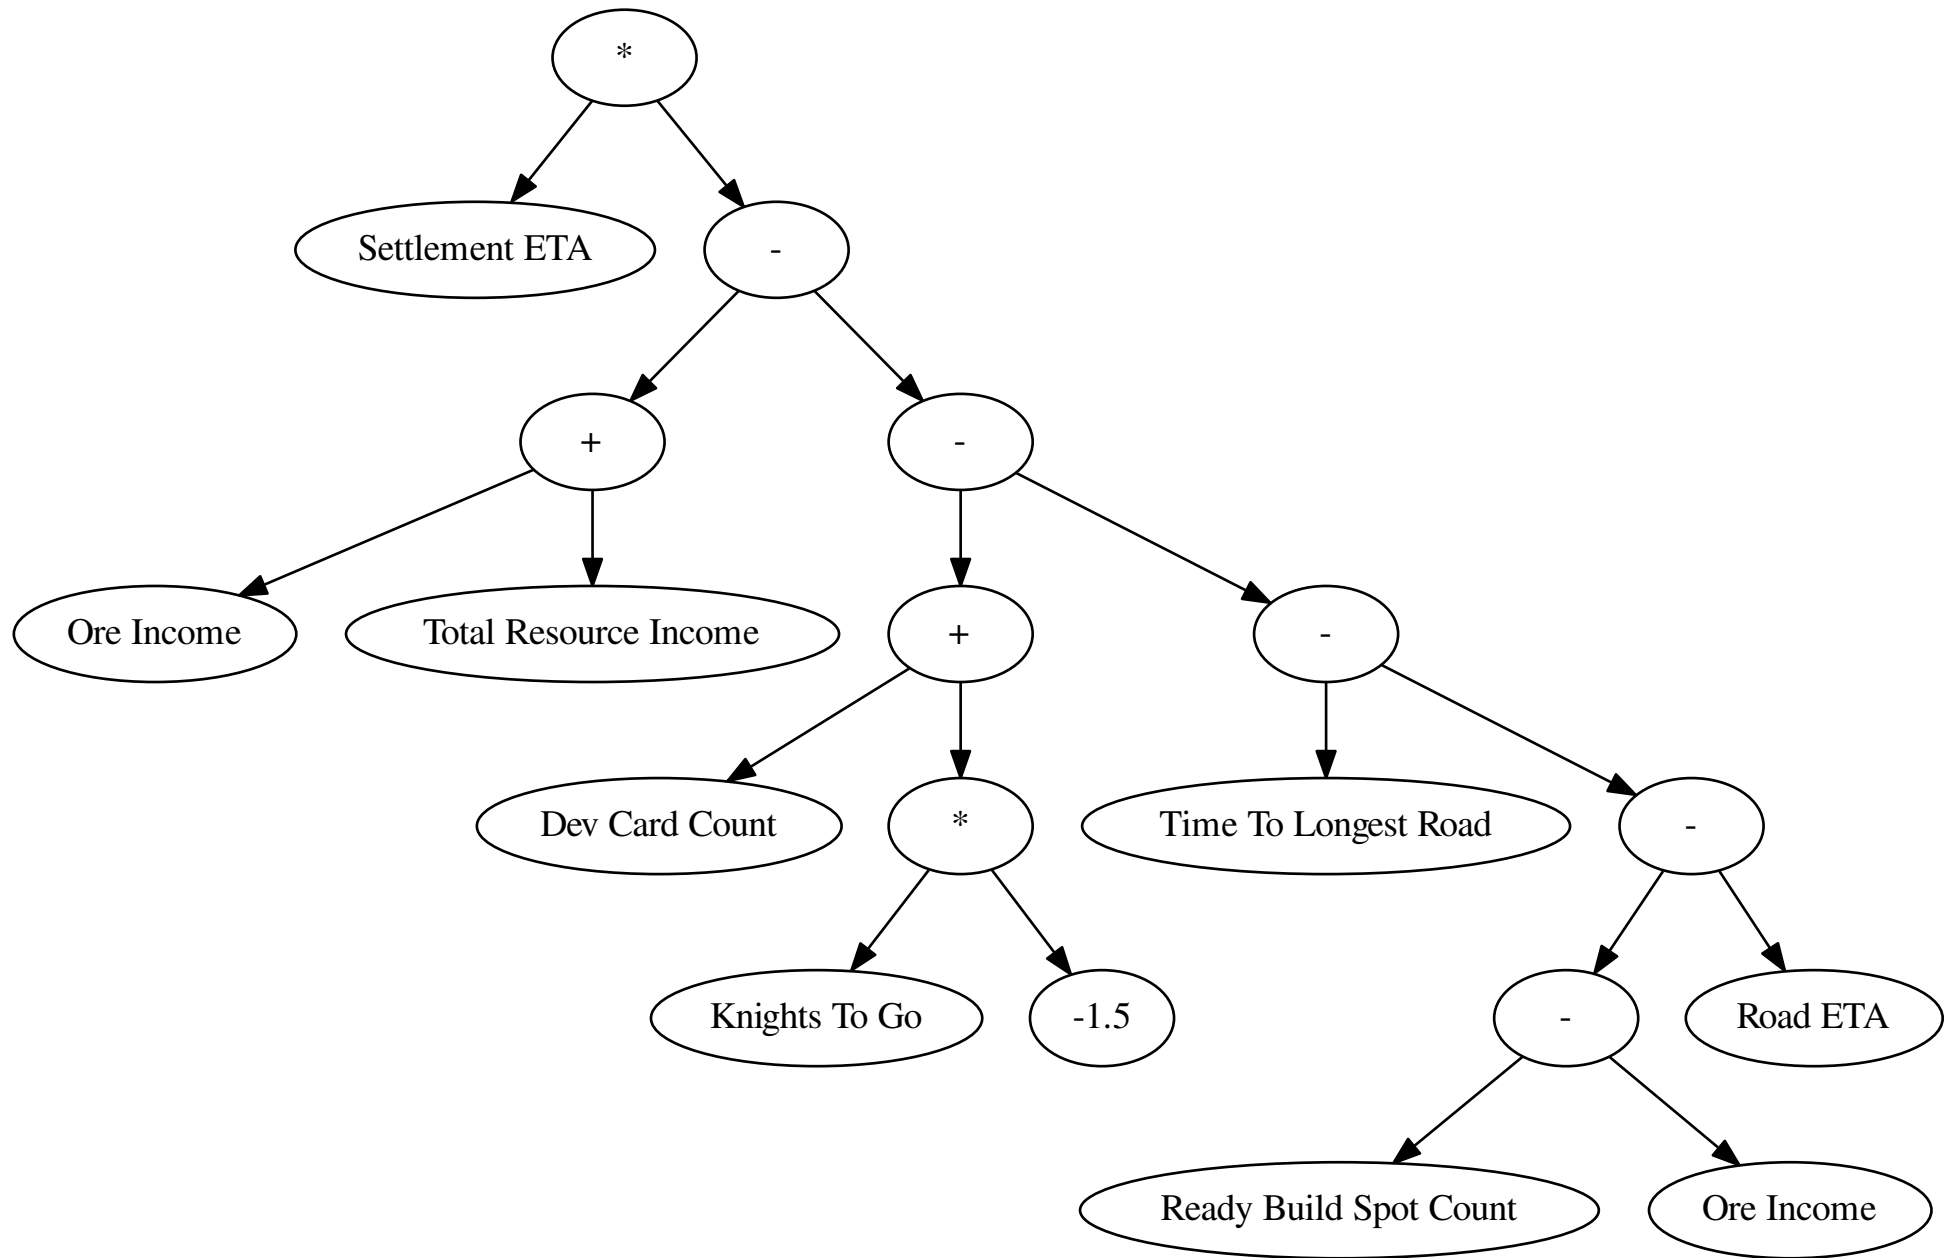 *
Settlement ETA
-
+
-
Ore Income
Total Resource Income
+
-
Dev Card Count
*
Time To Longest Road
-
Knights To Go
-1.5
-
Road ETA
Ready Build Spot Count
Ore Income